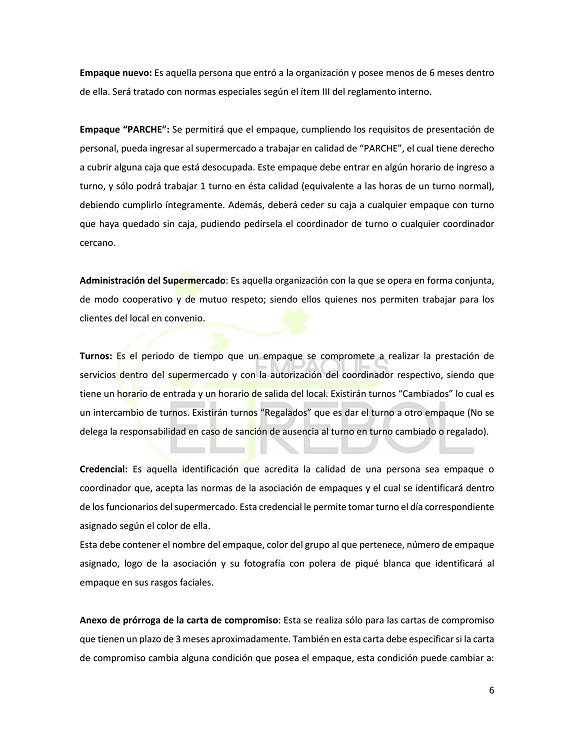 Empaque nuevo: Es aquella persona que entró a la organización y posee menos de 6 meses dentro
de ella. Será tratado con normas especiales según el ítem III del reglamento interno.
Empaque “PARCHE”: Se permitirá que el empaque, cumpliendo los requisitos de presentación de
personal, pueda ingresar al supermercado a trabajar en calidad de “PARCHE”, el cual tiene derecho
a cubrir alguna caja que está desocupada. Este empaque debe entrar en algún horario de ingreso a
turno, y sólo podrá trabajar 1 turno en ésta calidad (equivalente a las horas de un turno normal),
debiendo cumplirlo íntegramente. Además, deberá ceder su caja a cualquier empaque con turno
que haya quedado sin caja, pudiendo pedírsela el coordinador de turno o cualquier coordinador
cercano.
Administración del Supermercado: Es aquella organización con la que se opera en forma conjunta,
de modo cooperativo y de mutuo respeto; siendo ellos quienes nos permiten trabajar para los
clientes del local en convenio.
Turnos: Es el periodo de tiempo que un empaque se compromete a realizar la prestación de
servicios dentro del supermercado y con la autorización del coordinador respectivo, siendo que
tiene un horario de entrada y un horario de salida del local. Existirán turnos “Cambiados” lo cual es
un intercambio de turnos. Existirán turnos “Regalados” que es dar el turno a otro empaque (No se
delega la responsabilidad en caso de sanción de ausencia al turno en turno cambiado o regalado).
EMPAQUES
EL TREBOL
Credencial: Es aquella identificación que acredita la calidad de una persona sea empaque o
coordinador que, acepta las normas de la asociación de empaques y el cual se identificará dentro
de los funcionarios del supermercado. Esta credencial le permite tomar turno el día correspondiente
asignado según el color de ella.
Esta debe contener el nombre del empaque, color del grupo al que pertenece, número de empaque
asignado, logo de la asociación y su fotografía con polera de piqué blanca que identificará al
empaque en sus rasgos faciales.
Anexo de prórroga de la carta de compromiso: Esta se realiza sólo para las cartas de compromiso
que tienen un plazo de 3 meses aproximadamente. También en esta carta debe especificar si la carta
de compromiso cambia alguna condición que posea el empaque, esta condición puede cambiar a:
6